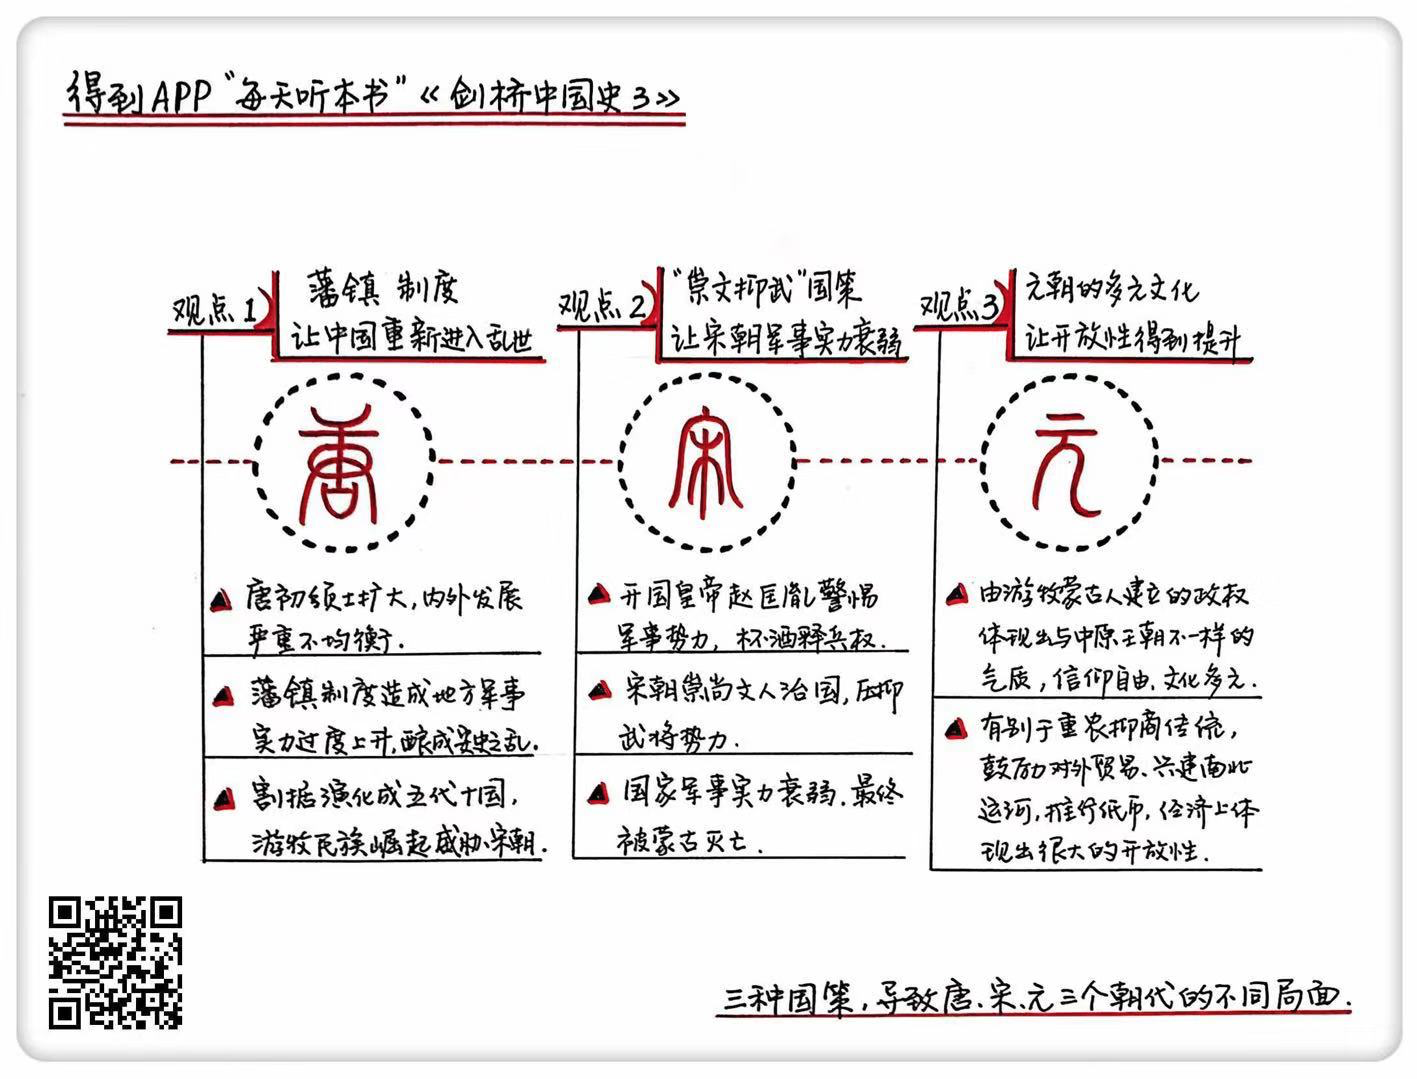 得到APP“每天听本书”《剑桥中国史3》
观点1
藩镇制度
让中国重新进入乱世
唐
唐初领土扩大,内外发展
严重不均衡.
藩镇制度造成地方军事
实力过度上升,酿成安史之乱.
割据演化成五代十国,
游牧民族崛起威胁宋朝.
观点2
“崇文抑武”国策
让宋朝军事实力衰弱
宋
开国皇帝赵匡胤警惕
军事势力,杯酒释兵权.
宋朝崇尚文人治国,压抑
武将势力.
国家军事实力衰弱.最终
被蒙古灭亡.
观点3
元朝的多元文化
让开放性得到提升
元
由游牧蒙古人建立的政权
体现出与中原王朝不一样的
气质,信仰自由、文化多元.
有别于重农抑商传统,
鼓励对外贸易、兴建南北
运河,推行纸币,经济上体
现出很大的开放性.
三种国策,导致唐、宋、元三个朝代的不同局面.